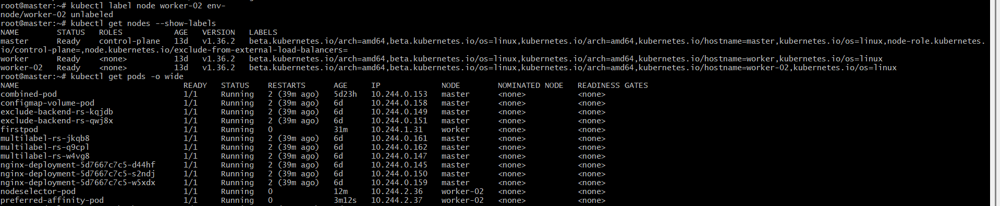 root@master:~# kubectl label node worker-02 env-
node/worker-02 unlabeled
root@master:~# kubectl get nodes --show-labels
NAME        STATUS   ROLES           AGE   VERSION   LABELS
master      Ready    control-plane   13d   v1.36.2   beta.kubernetes.io/arch=amd64,beta.kubernetes.io/os=linux,kubernetes.io/arch=amd64,kubernetes.io/hostname=master,kubernetes.io/os=linux,node-role.kubernetes.
io/control-plane=,node.kubernetes.io/exclude-from-external-load-balancers=
worker      Ready    <none>          13d   v1.36.2   beta.kubernetes.io/arch=amd64,beta.kubernetes.io/os=linux,kubernetes.io/arch=amd64,kubernetes.io/hostname=worker,kubernetes.io/os=linux
worker-02   Ready    <none>          13d   v1.36.2   beta.kubernetes.io/arch=amd64,beta.kubernetes.io/os=linux,kubernetes.io/arch=amd64,kubernetes.io/hostname=worker-02,kubernetes.io/os=linux
root@master:~# kubectl get pods -o wide
NAME                                READY   STATUS    RESTARTS      AGE     IP             NODE        NOMINATED NODE   READINESS GATES
combined-pod                        1/1     Running   2 (39m ago)   5d23h   10.244.0.153   master      <none>           <none>
configmap-volume-pod                1/1     Running   2 (39m ago)   6d      10.244.0.158   master      <none>           <none>
exclude-backend-rs-kqjdb            1/1     Running   2 (39m ago)   6d      10.244.0.149   master      <none>           <none>
exclude-backend-rs-qwj8x            1/1     Running   2 (39m ago)   6d      10.244.0.151   master      <none>           <none>
firstpod                            1/1     Running   0             31m     10.244.1.31    worker      <none>           <none>
multilabel-rs-jkqb8                 1/1     Running   2 (39m ago)   6d      10.244.0.161   master      <none>           <none>
multilabel-rs-q9cpl                 1/1     Running   2 (39m ago)   6d      10.244.0.162   master      <none>           <none>
multilabel-rs-w4vg8                 1/1     Running   2 (39m ago)   6d      10.244.0.147   master      <none>           <none>
nginx-deployment-5d7667c7c5-d44hf   1/1     Running   2 (39m ago)   6d      10.244.0.145   master      <none>           <none>
nginx-deployment-5d7667c7c5-s2ndj   1/1     Running   2 (39m ago)   6d      10.244.0.150   master      <none>           <none>
nginx-deployment-5d7667c7c5-w5xdx   1/1     Running   2 (39m ago)   6d      10.244.0.159   master      <none>           <none>
nodeselector-pod                    1/1     Running   0             12m     10.244.2.36    worker-02   <none>           <none>
preferred-affinity-pod              1/1     Running   0             3m12s   10.244.2.37    worker-02   <none>           <none>